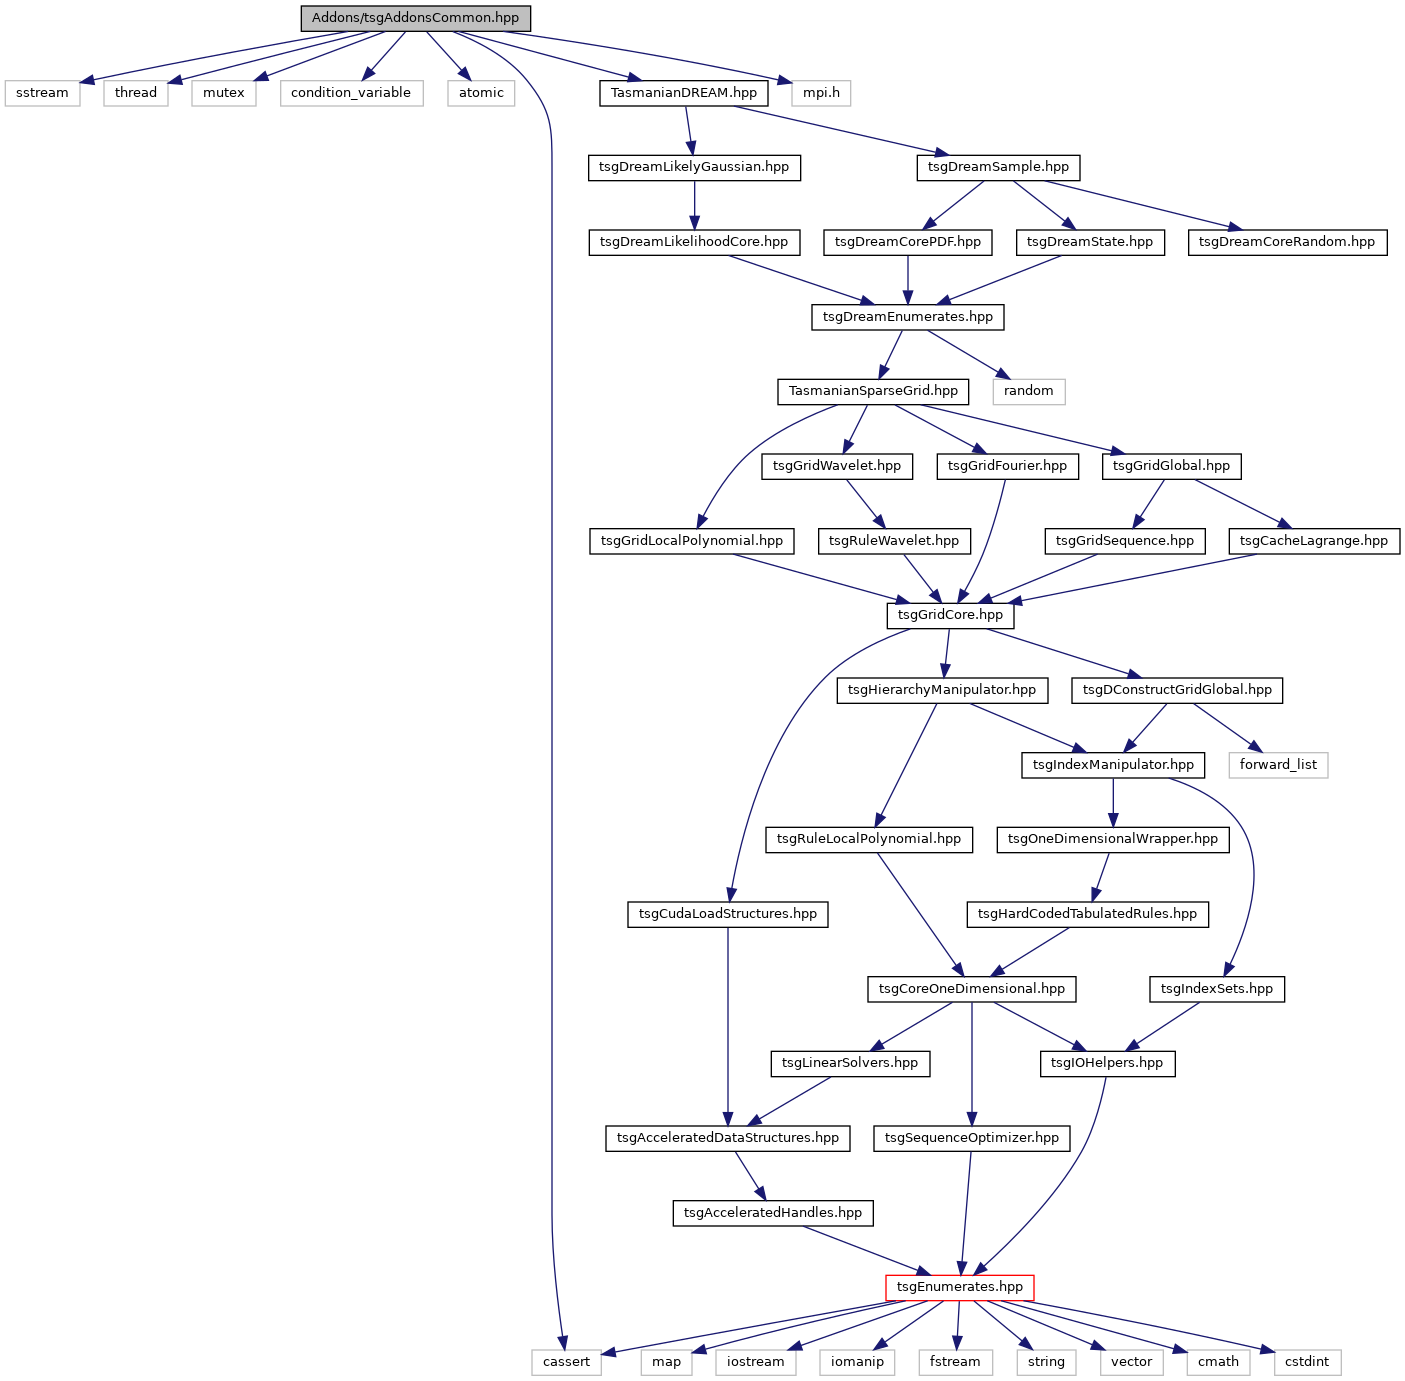 Addons/tsgAddonsCommon.hpp
sstream
thread
mutex
condition_variable
atomic
TasmanianDREAM.hpp
mpi.h
tsgDreamLikelyGaussian.hpp
tsgDreamSample.hpp
tsgDreamLikelihoodCore.hpp
tsgDreamCorePDF.hpp
tsgDreamState.hpp
tsgDreamCoreRandom.hpp
tsgDreamEnumerates.hpp
TasmanianSparseGrid.hpp
random
tsgGridWavelet.hpp
tsgGridFourier.hpp
tsgGridGlobal.hpp
tsgGridLocalPolynomial.hpp
tsgRuleWavelet.hpp
tsgGridSequence.hpp
tsgCacheLagrange.hpp
tsgGridCore.hpp
tsgHierarchyManipulator.hpp
tsgDConstructGridGlobal.hpp
tsgIndexManipulator.hpp
forward_list
tsgRuleLocalPolynomial.hpp
tsgOneDimensionalWrapper.hpp
tsgCudaLoadStructures.hpp
tsgHardCodedTabulatedRules.hpp
tsgCoreOneDimensional.hpp
tsgIndexSets.hpp
tsgLinearSolvers.hpp
tsgIOHelpers.hpp
tsgAcceleratedDataStructures.hpp
tsgSequenceOptimizer.hpp
tsgAcceleratedHandles.hpp
tsgEnumerates.hpp
cassert
map
iostream
iomanip
fstream
string
vector
cmath
cstdint